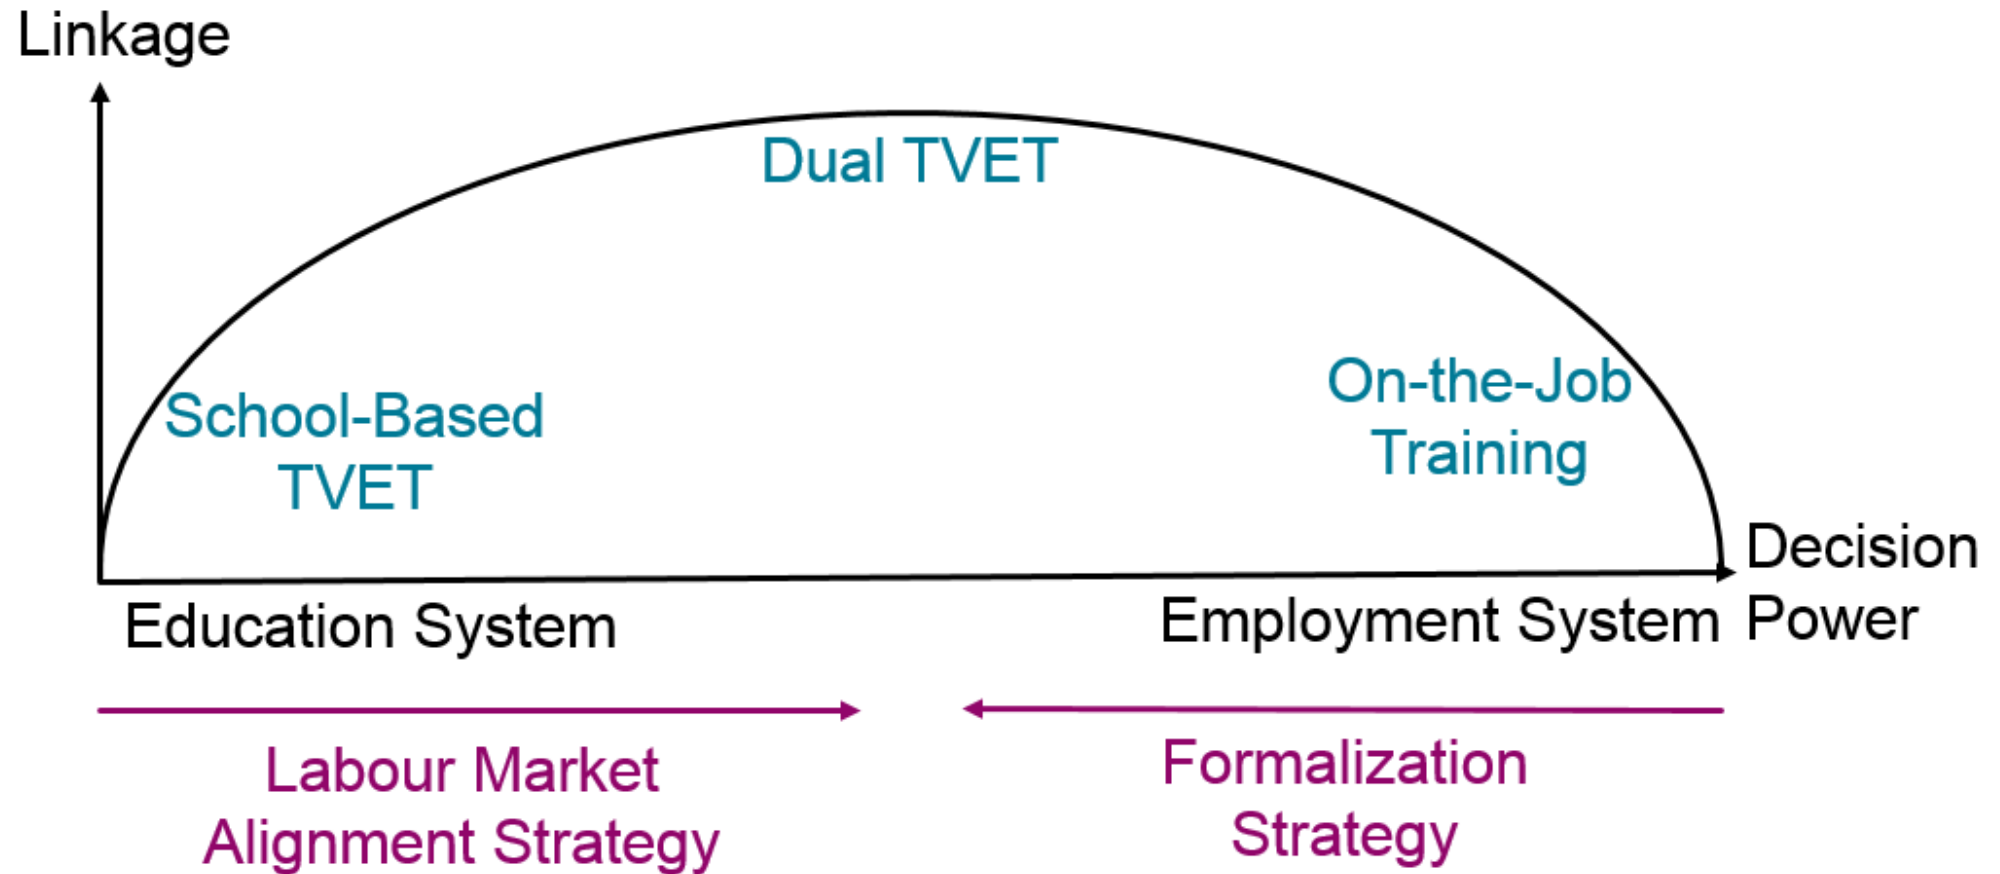 Linkage
Dual TVET
School-Based
TVET
On-the-Job
Training
Decision
Power
Education System
Employment System
Labour Market
Alignment Strategy
Formalization
Strategy